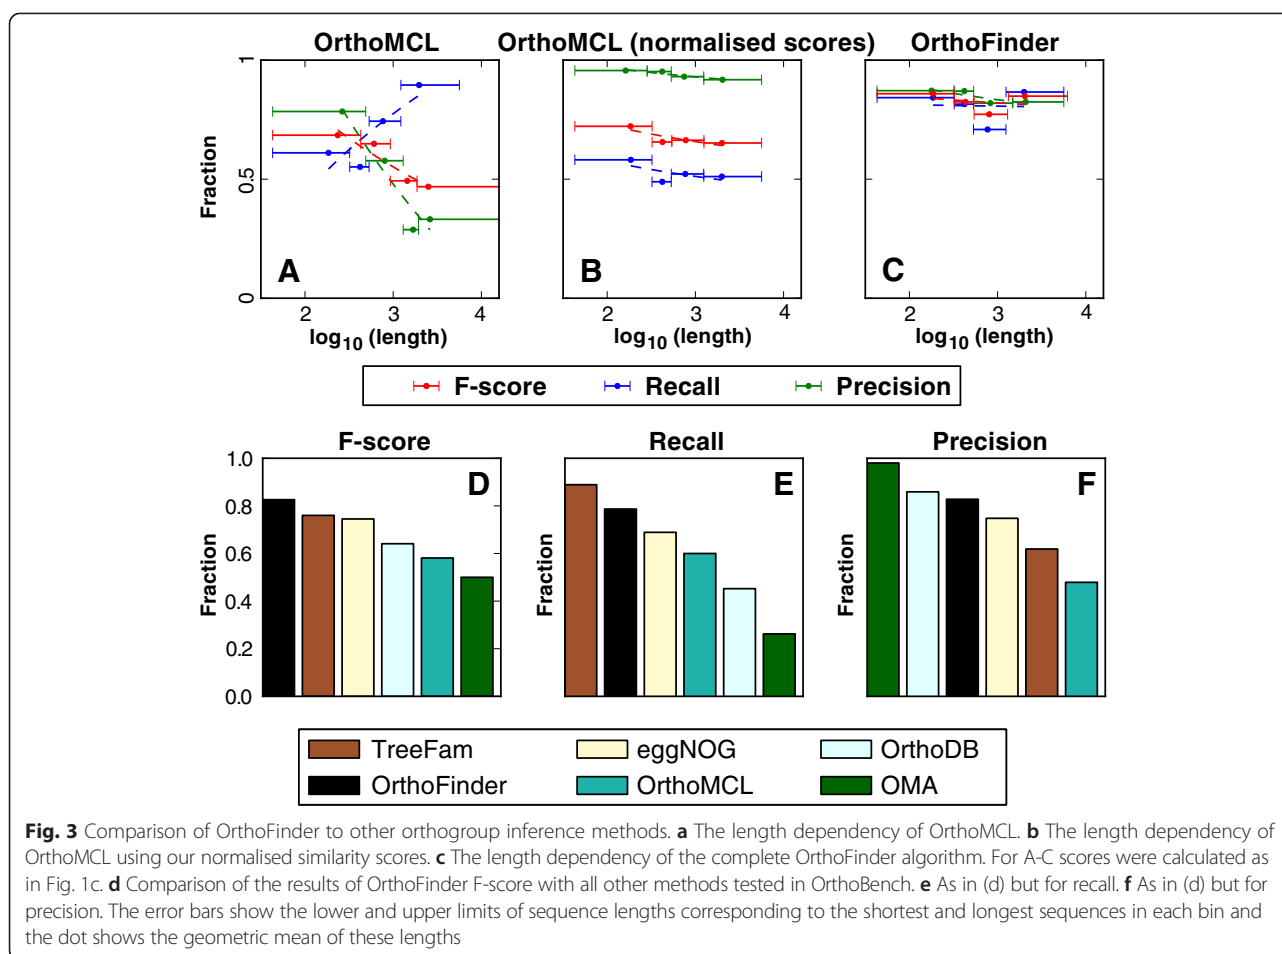 OrthoMCL
OrthoMCL (normalised scores)
OrthoFinder
Fraction
1
0.5
0
A
B
C
2 3 4
2 3 4
2 3 4
log10 (length)
log10 (length)
log10 (length)
F-score Recall Precision
F-score
Recall
Precision
Fraction
Fraction
Fraction
1.0
0.8
0.6
0.4
0.2
0.0
D
E
F
TreeFam eggNOG OrthoDB
OrthoFinder OrthoMCL OMA
Fig. 3 Comparison of OrthoFinder to other orthogroup inference methods. a The length dependency of OrthoMCL. b The length dependency of
OrthoMCL using our normalised similarity scores. c The length dependency of the complete OrthoFinder algorithm. For A-C scores were calculated as
in Fig. 1c. d Comparison of the results of OrthoFinder F-score with all other methods tested in OrthoBench. e As in (d) but for recall. f As in (d) but for
precision. The error bars show the lower and upper limits of sequence lengths corresponding to the shortest and longest sequences in each bin and
the dot shows the geometric mean of these lengths